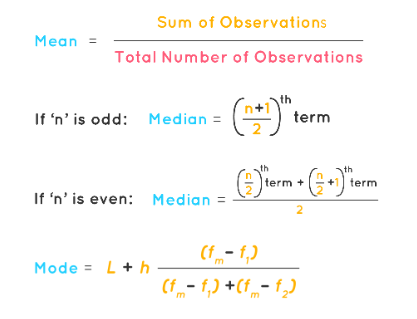 Mean = Sum of Observations / Total Number of Observations
If ‘n’ is odd: Median = ((n+1)/2)th term
If ‘n’ is even: Median = ((n/2)th term + (n/2 +1)th term) / 2
Mode = L + h (fm – f1) / ((fm – f1) + (fm – f2))